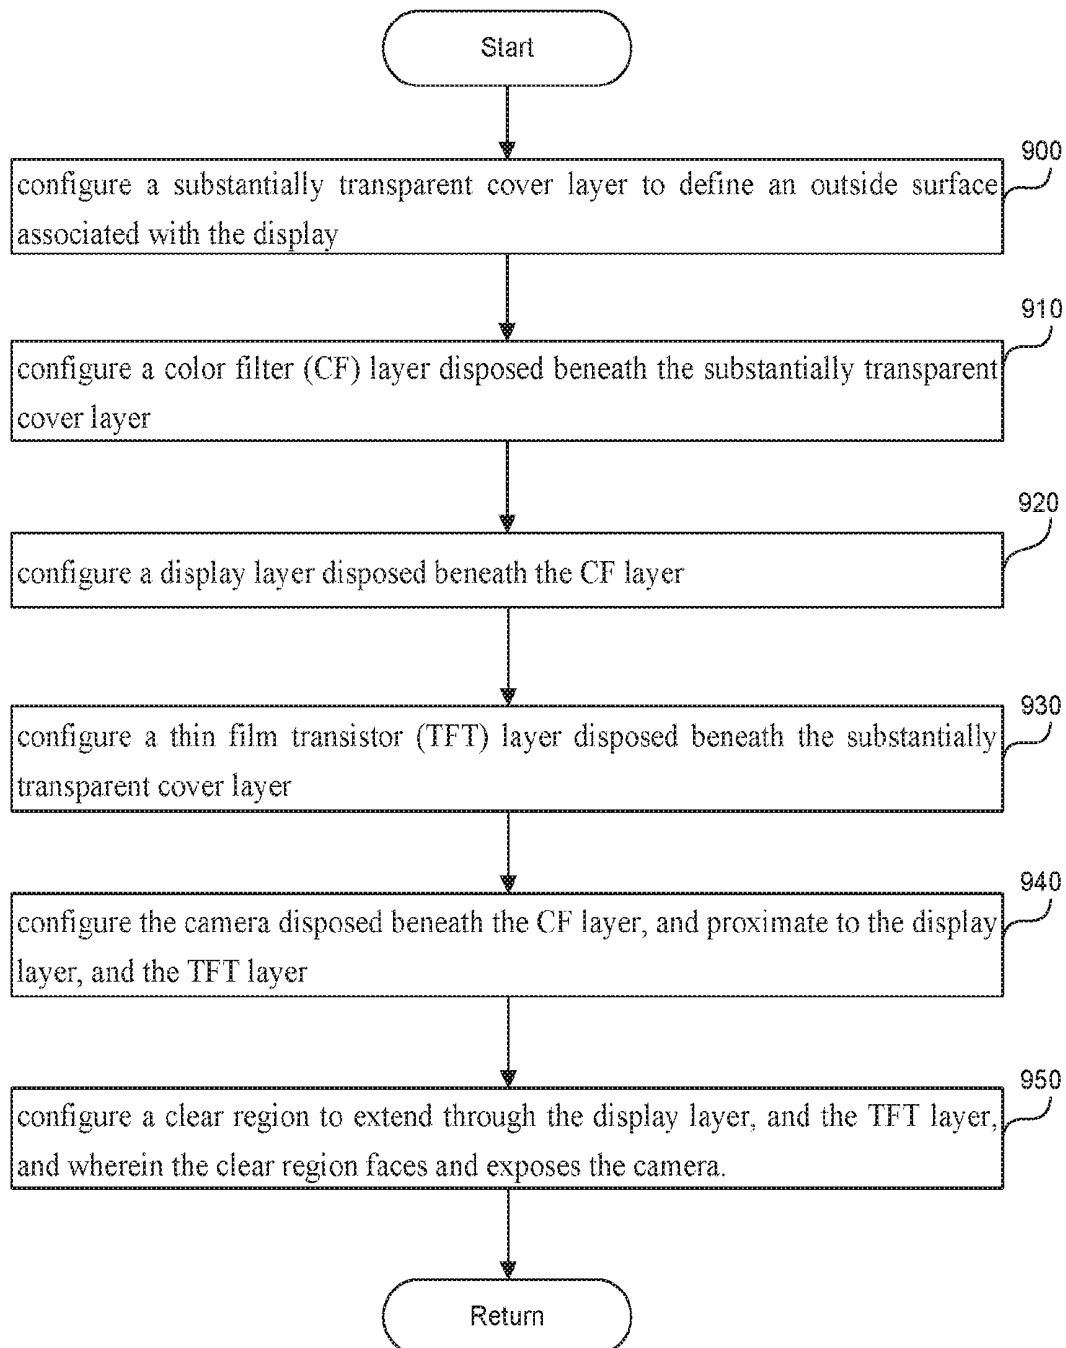 Start
900
configure a substantially transparent cover layer to define an outside surface
associated with the display
910
configure a color filter (CF) layer disposed beneath the substantially transparent
cover layer
920
configure a display layer disposed beneath the CF layer
930
configure a thin film transistor (TFT) layer disposed beneath the substantially
transparent cover layer
940
configure the camera disposed beneath the CF layer, and proximate to the display
layer, and the TFT layer
950
configure a clear region to extend through the display layer, and the TFT layer,
and wherein the clear region faces and exposes the camera.
Return